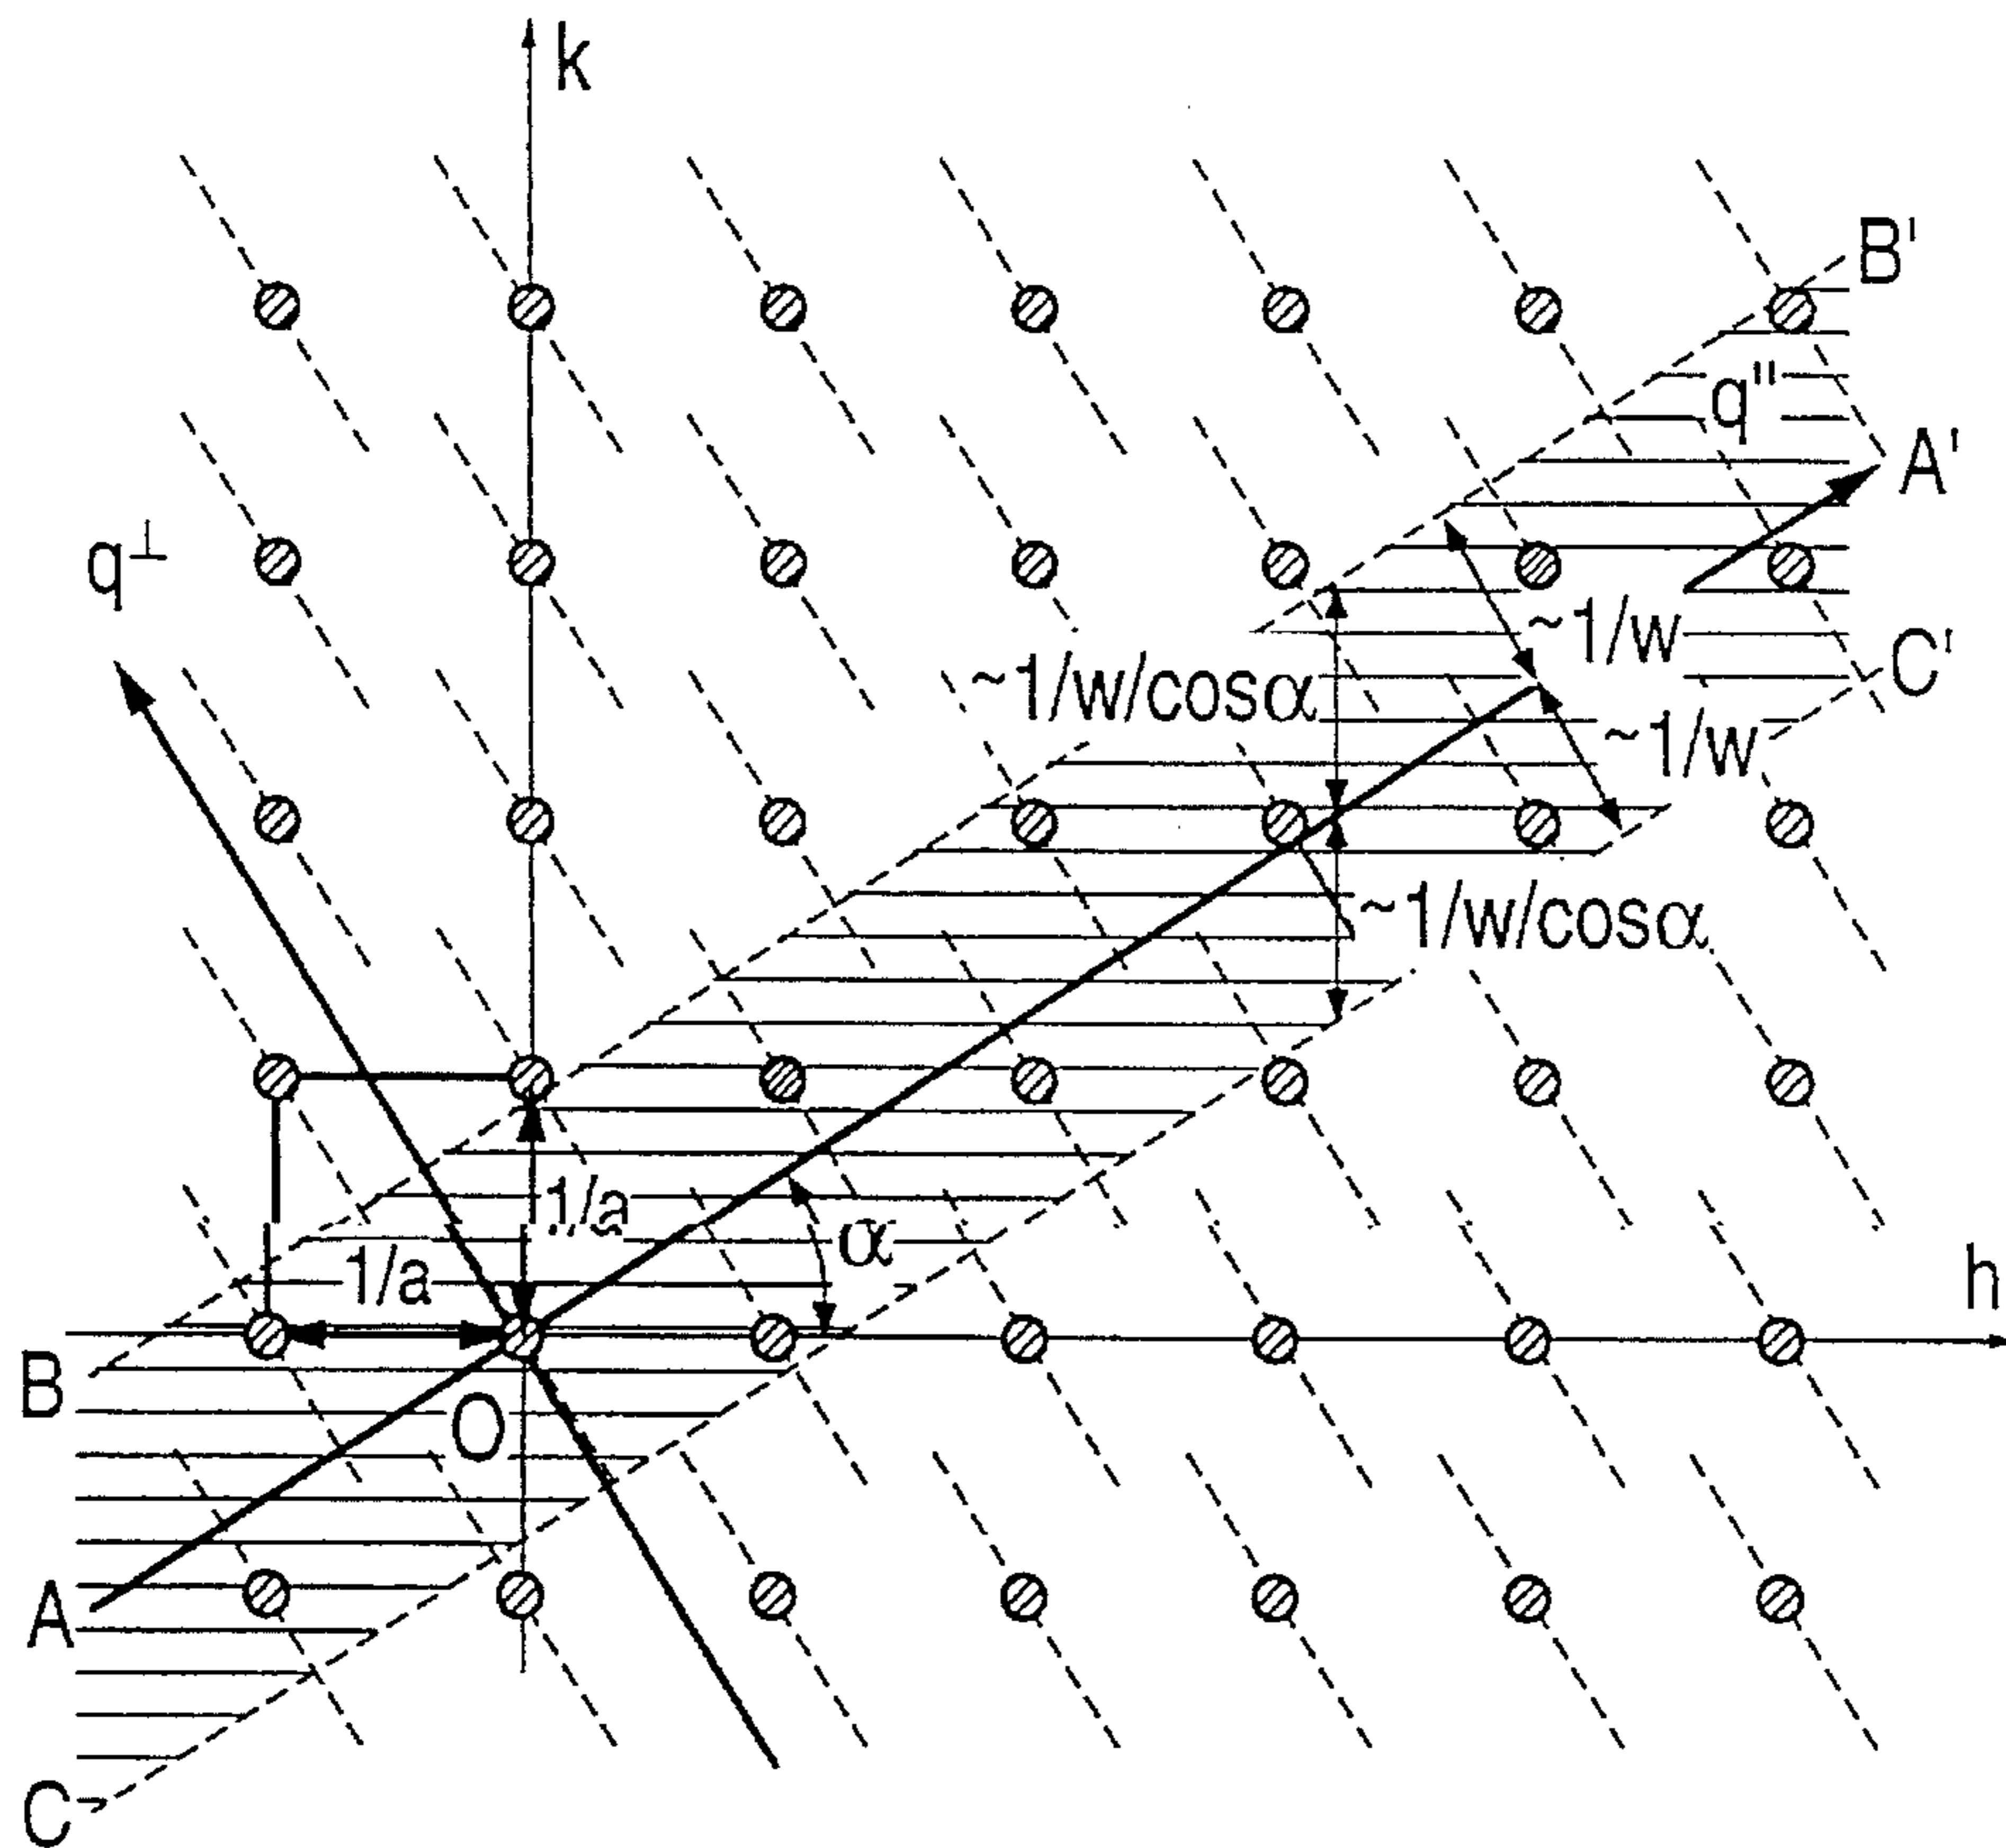 k
B'
q"
A'
q⊥
~1/w
C'
~1/w/cosα
~1/w
~1/w/cosα
1/a
α
1/a
h
B
O
A
C